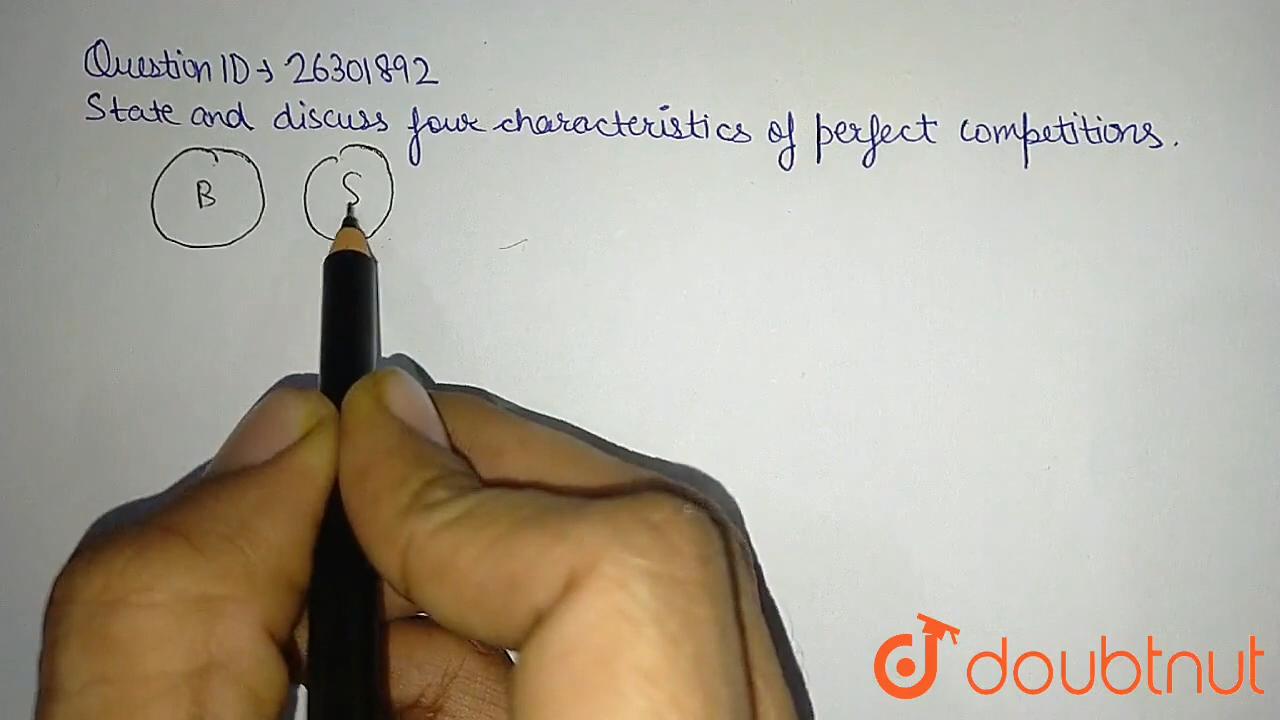 Question ID → 26301892
State and discuss four characteristics of perfect competitions.
B S
doubtnut